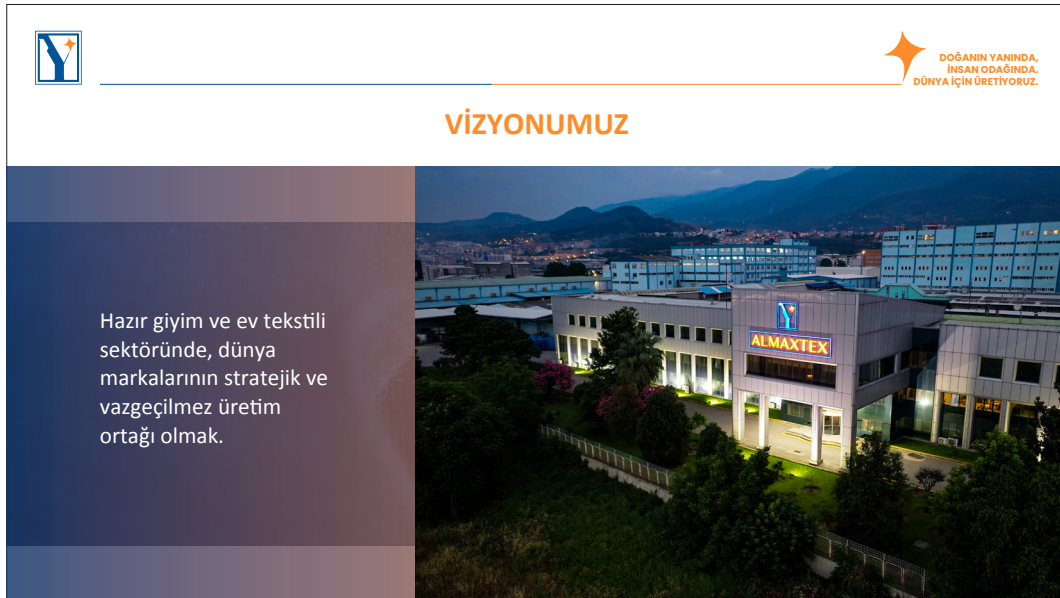 DOĞANIN YANINDA,
İNSAN ODAĞINDA.
DÜNYA İÇİN ÜRETİYORUZ.
VİZYONUMUZ
Hazır giyim ve ev tekstili
sektöründe, dünya
markalarının stratejik ve
vazgeçilmez üretim
ortağı olmak.
Y
ALMAXTEX